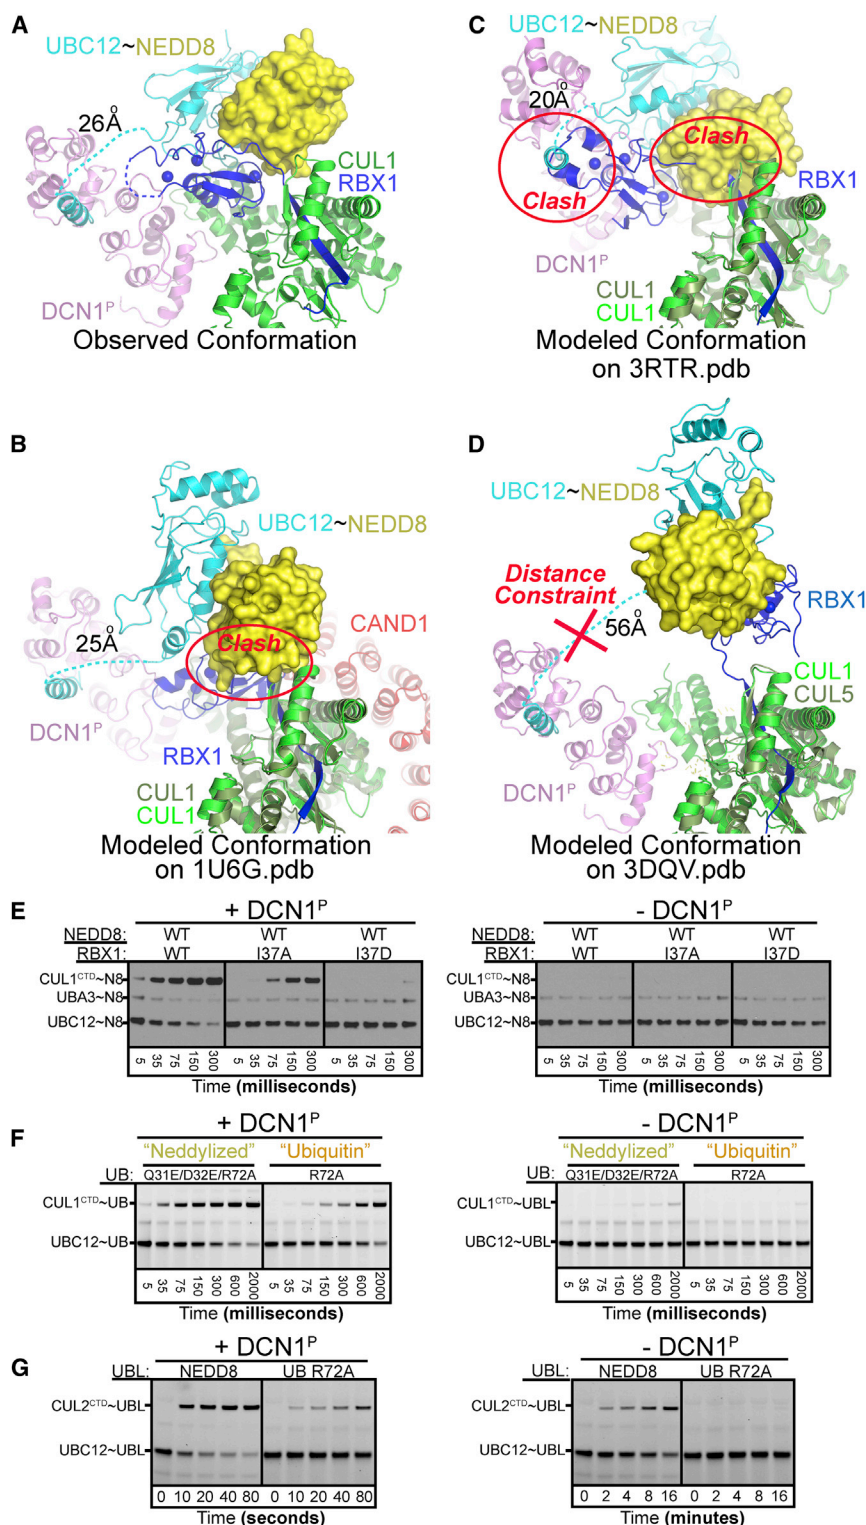 A
UBC12~NEDD8
26Å
CUL1
RBX1
DCN1ᴾ
Observed Conformation
C
UBC12~NEDD8
20Å
Clash
Clash
RBX1
DCN1ᴾ
CUL1
CUL1
Modeled Conformation
on 3RTR.pdb
B
UBC12~NEDD8
CAND1
Clash
25Å
DCN1ᴾ
RBX1
CUL1
CUL1
Modeled Conformation
on 1U6G.pdb
D
UBC12~NEDD8
Distance
Constraint
RBX1
56Å
CUL1
CUL5
DCN1ᴾ
Modeled Conformation
on 3DQV.pdb
E
+ DCN1ᴾ
NEDD8: WT WT WT
RBX1: WT I37A I37D
CUL1ᶜᵀᴰ~N8
UBA3~N8
UBC12~N8
5 35 75 150 300 5 35 75 150 300 5 35 75 150 300
Time (milliseconds)
- DCN1ᴾ
NEDD8: WT WT WT
RBX1: WT I37A I37D
CUL1ᶜᵀᴰ~N8
UBA3~N8
UBC12~N8
5 35 75 150 300 5 35 75 150 300 5 35 75 150 300
Time (milliseconds)
F
+ DCN1ᴾ
"Neddylized" "Ubiquitin"
UB: Q31E/D32E/R72A R72A
CUL1ᶜᵀᴰ~UB
UBC12~UB
5 35 75 150 300 600 2000 5 35 75 150 300 600 2000
Time (milliseconds)
- DCN1ᴾ
"Neddylized" "Ubiquitin"
UB: Q31E/D32E/R72A R72A
CUL1ᶜᵀᴰ~UBL
UBC12~UBL
5 35 75 150 300 600 2000 5 35 75 150 300 600 2000
Time (milliseconds)
G
+ DCN1ᴾ
UBL: NEDD8 UB R72A
CUL2ᶜᵀᴰ~UBL
UBC12~UBL
0 10 20 40 80 0 10 20 40 80
Time (seconds)
- DCN1ᴾ
UBL: NEDD8 UB R72A
CUL2ᶜᵀᴰ~UBL
UBC12~UBL
0 2 4 8 16 0 2 4 8 16
Time (minutes)